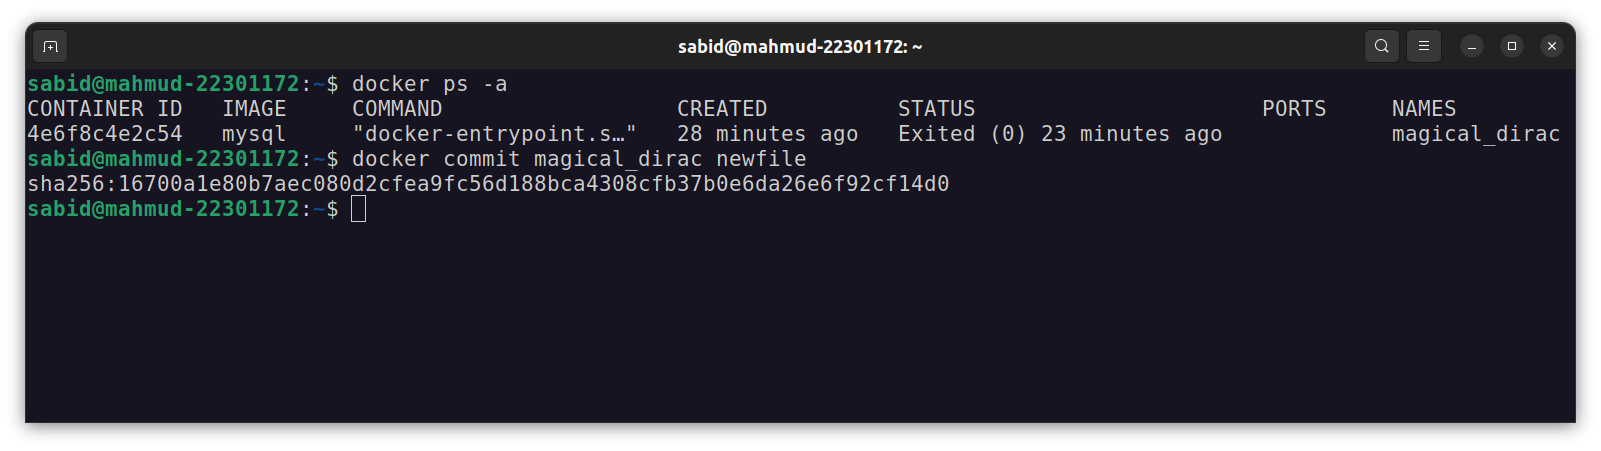 sabid@mahmud-22301172: ~
sabid@mahmud-22301172:~$ docker ps -a
CONTAINER ID   IMAGE     COMMAND                  CREATED          STATUS                      PORTS     NAMES
4e6f8c4e2c54   mysql     "docker-entrypoint.s…"   28 minutes ago   Exited (0) 23 minutes ago             magical_dirac
sabid@mahmud-22301172:~$ docker commit magical_dirac newfile
sha256:16700a1e80b7aec080d2cfea9fc56d188bca4308cfb37b0e6da26e6f92cf14d0
sabid@mahmud-22301172:~$